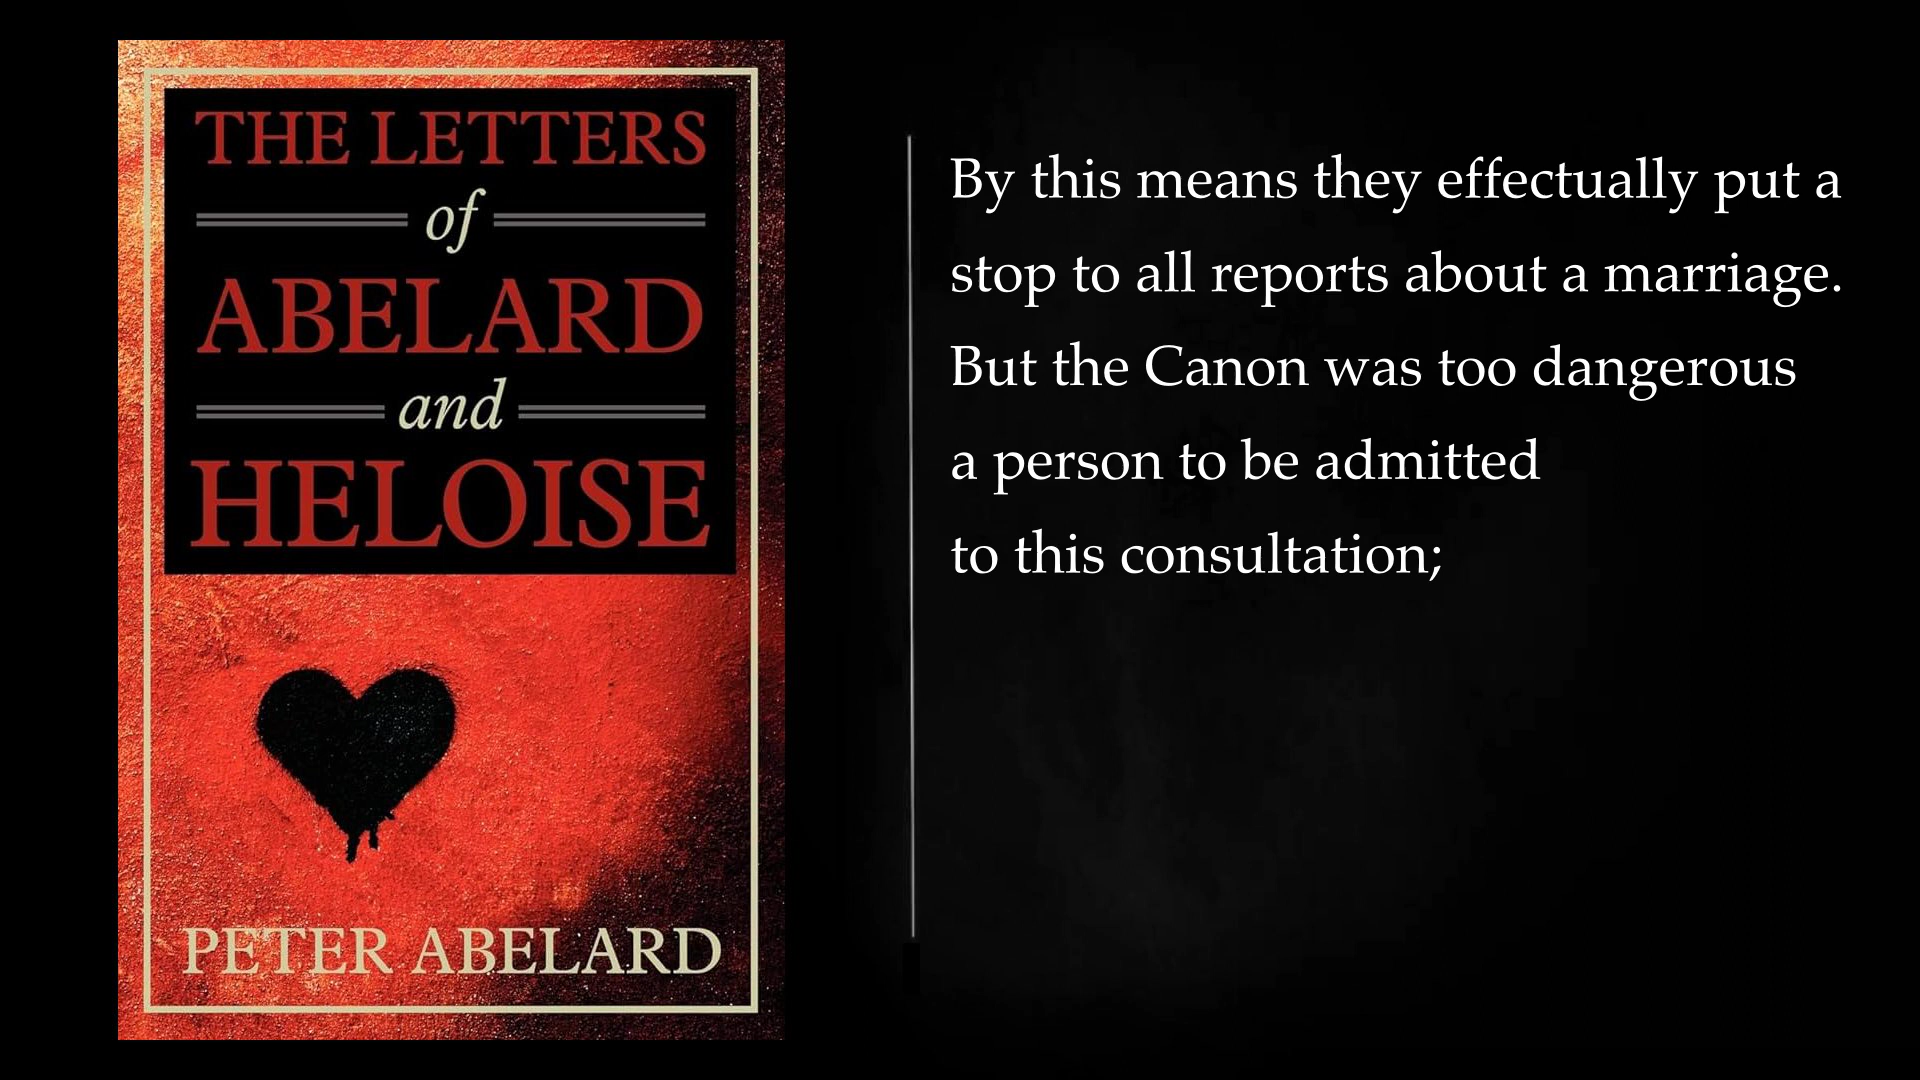 THE LETTERS
of
ABELARD
and
HELOISE
PETER ABELARD
By this means they effectually put a
stop to all reports about a marriage.
But the Canon was too dangerous
a person to be admitted
to this consultation;